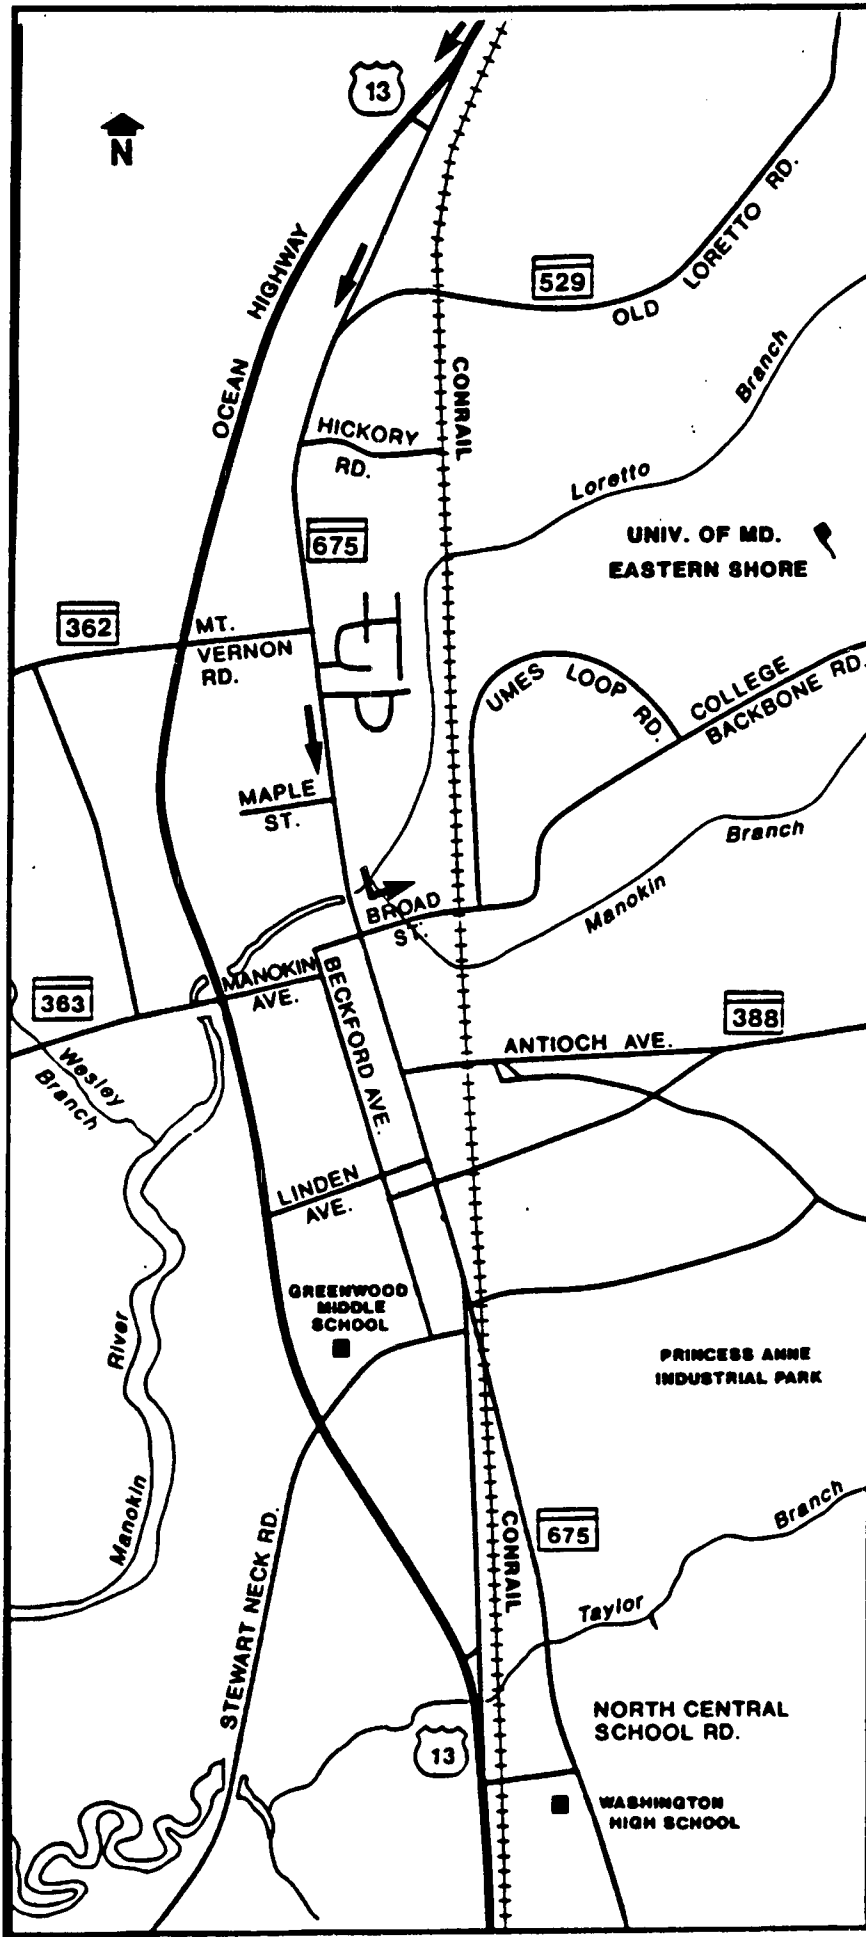 13
N
OCEAN HIGHWAY
529
OLD LORETTO RD.
CONRAIL
Branch
HICKORY
RD.
Loretto
675
UNIV. OF MD.
EASTERN SHORE
362
MT.
VERNON
RD.
UMES LOOP RD.
COLLEGE
BACKBONE RD.
MAPLE
ST.
Branch
Manokin
BROAD
ST.
MANOKIN
AVE.
363
BECKFORD AVE.
388
ANTIOCH AVE.
Wesley
Branch
LINDEN
AVE.
GREENWOOD
MIDDLE
SCHOOL
River
PRINCESS ANNE
INDUSTRIAL PARK
Manokin
STEWART NECK RD.
CONRAIL
675
Branch
Taylor
NORTH CENTRAL
SCHOOL RD.
13
WASHINGTON
HIGH SCHOOL